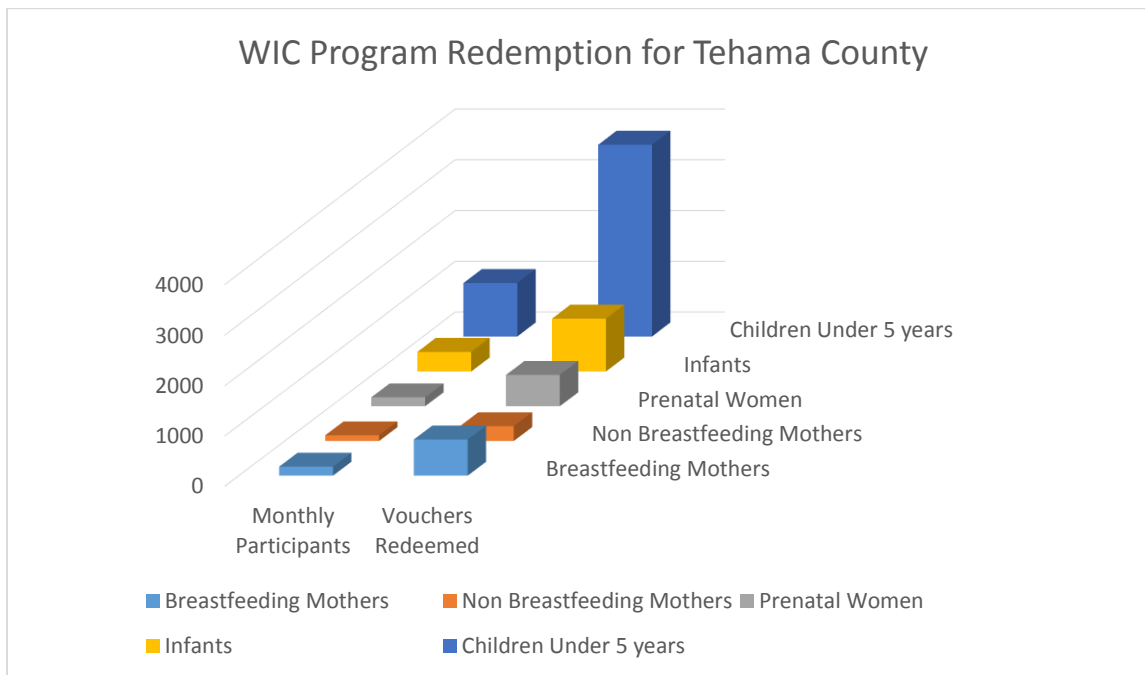 WIC Program Redemption for Tehama County
4000
3000
2000
1000
0
Children Under 5 years
Infants
Prenatal Women
Non Breastfeeding Mothers
Breastfeeding Mothers
Monthly
Participants
Vouchers
Redeemed
Breastfeeding Mothers
Non Breastfeeding Mothers
Prenatal Women
Infants
Children Under 5 years